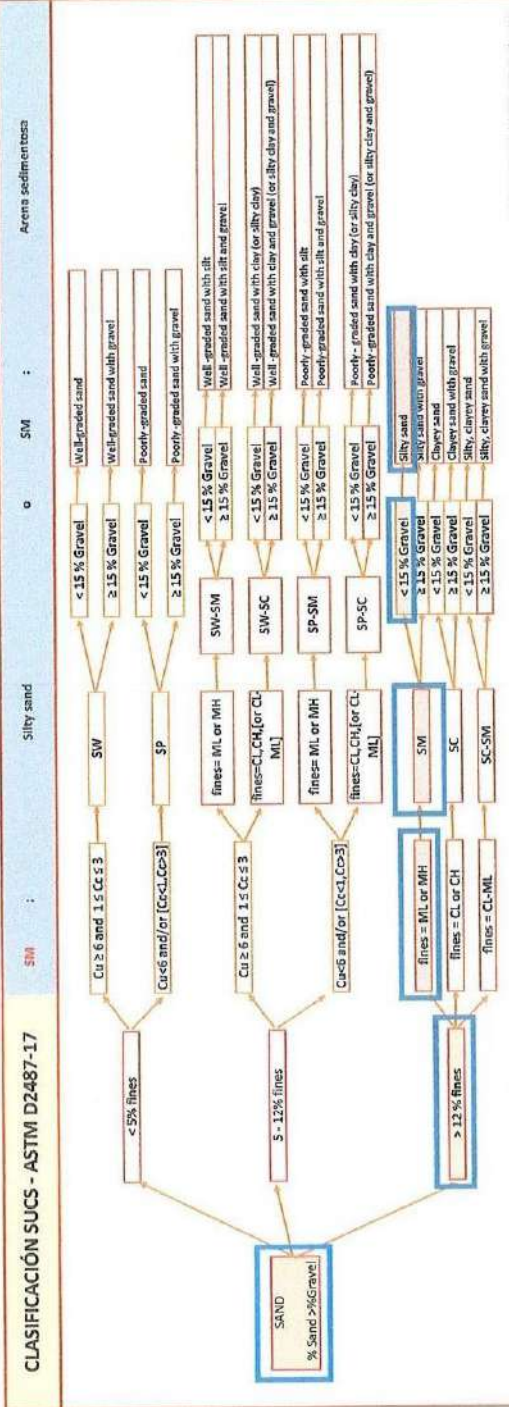 CLASIFICACIÓN SUCS - ASTM D2487-17
SM : Silty sand o SM : Arena sedimentosa
SAND
% Sand >%Gravel
< 5% fines
Cu ≥ 6 and 1 ≤ Cc ≤ 3
SW
< 15 % Gravel
Well-graded sand
≥ 15 % Gravel
Well-graded sand with gravel
Cu<6 and/or [Cc<1,Cc>3]
SP
< 15 % Gravel
Poorly-graded sand
≥ 15 % Gravel
Poorly-graded sand with gravel
5 - 12% fines
Cu ≥ 6 and 1 ≤ Cc ≤ 3
fines= ML or MH
SW-SM
< 15 % Gravel
Well -graded sand with silt
≥ 15 % Gravel
Well -graded sand with silt and gravel
fines=CL,CH,[or CL-
ML]
SW-SC
< 15 % Gravel
Well -graded sand with clay (or silty clay)
≥ 15 % Gravel
Well -graded sand with clay and gravel (or silty clay and gravel)
Cu<6 and/or [Cc<1,Cc>3]
fines= ML or MH
SP-SM
< 15 % Gravel
Poorly -graded sand with silt
≥ 15 % Gravel
Poorly-graded sand with silt and gravel
fines=CL,CH,[or CL-
ML]
SP-SC
< 15 % Gravel
Poorly - graded sand with clay (or silty clay)
≥ 15 % Gravel
Poorly-graded sand with clay and gravel (or silty clay and gravel)
> 12 % fines
fines = ML or MH
SM
< 15 % Gravel
Silty sand
≥ 15 % Gravel
Silty sand with gravel
fines = CL or CH
SC
< 15 % Gravel
Clayey sand
≥ 15 % Gravel
Clayey sand with gravel
fines = CL-ML
SC-SM
< 15 % Gravel
Silty, clayey sand
≥ 15 % Gravel
Silty, clayey sand with gravel